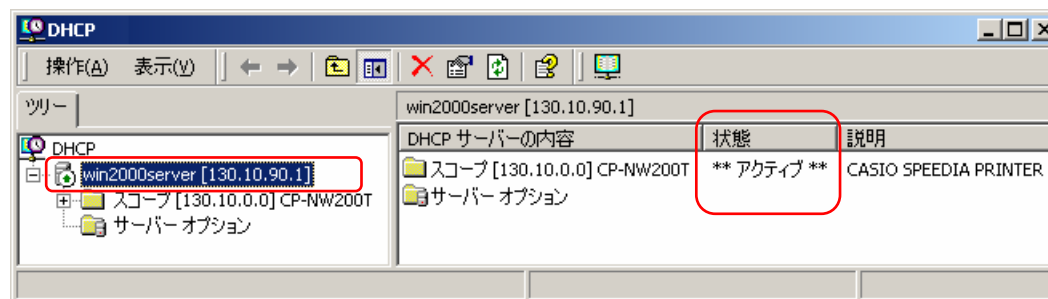 DHCP
操作(A) 表示(V)
ツリー
win2000server [130.10.90.1]
DHCP
win2000server [130.10.90.1]
スコープ [130.10.0.0] CP-NW200T
サーバー オプション
DHCP サーバーの内容 状態 説明
スコープ [130.10.0.0] CP-NW200T ** アクティブ ** CASIO SPEEDIA PRINTER
サーバー オプション